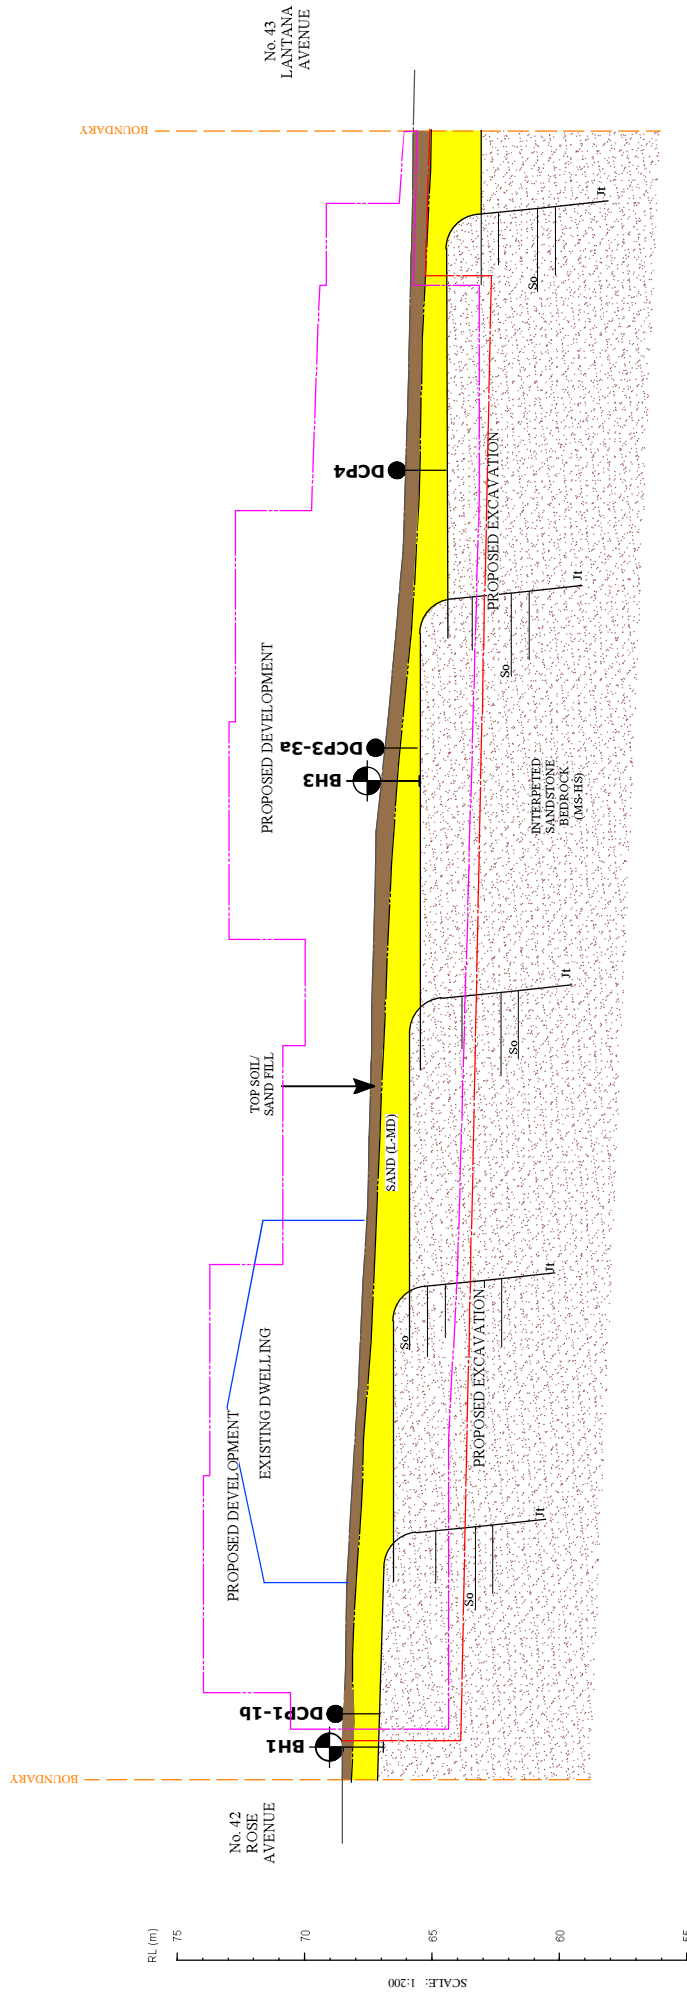 No. 42
ROSE
AVENUE
BOUNDARY
BH1
DCP1-1b
PROPOSED DEVELOPMENT
EXISTING DWELLING
TOP SOIL/
SAND FILL
SAND (L-MD)
PROPOSED DEVELOPMENT
BH3
DCP3-3a
DCP4
BOUNDARY
No. 43
LANTANA
AVENUE
PROPOSED EXCAVATION
PROPOSED EXCAVATION
INTERPETED
SANDSTONE
BEDROCK
(MS-HS)
So
Jt
So
Jt
So
Jt
So
Jt
So
Jt
RL (m)
75
70
65
60
55
SCALE: 1:200